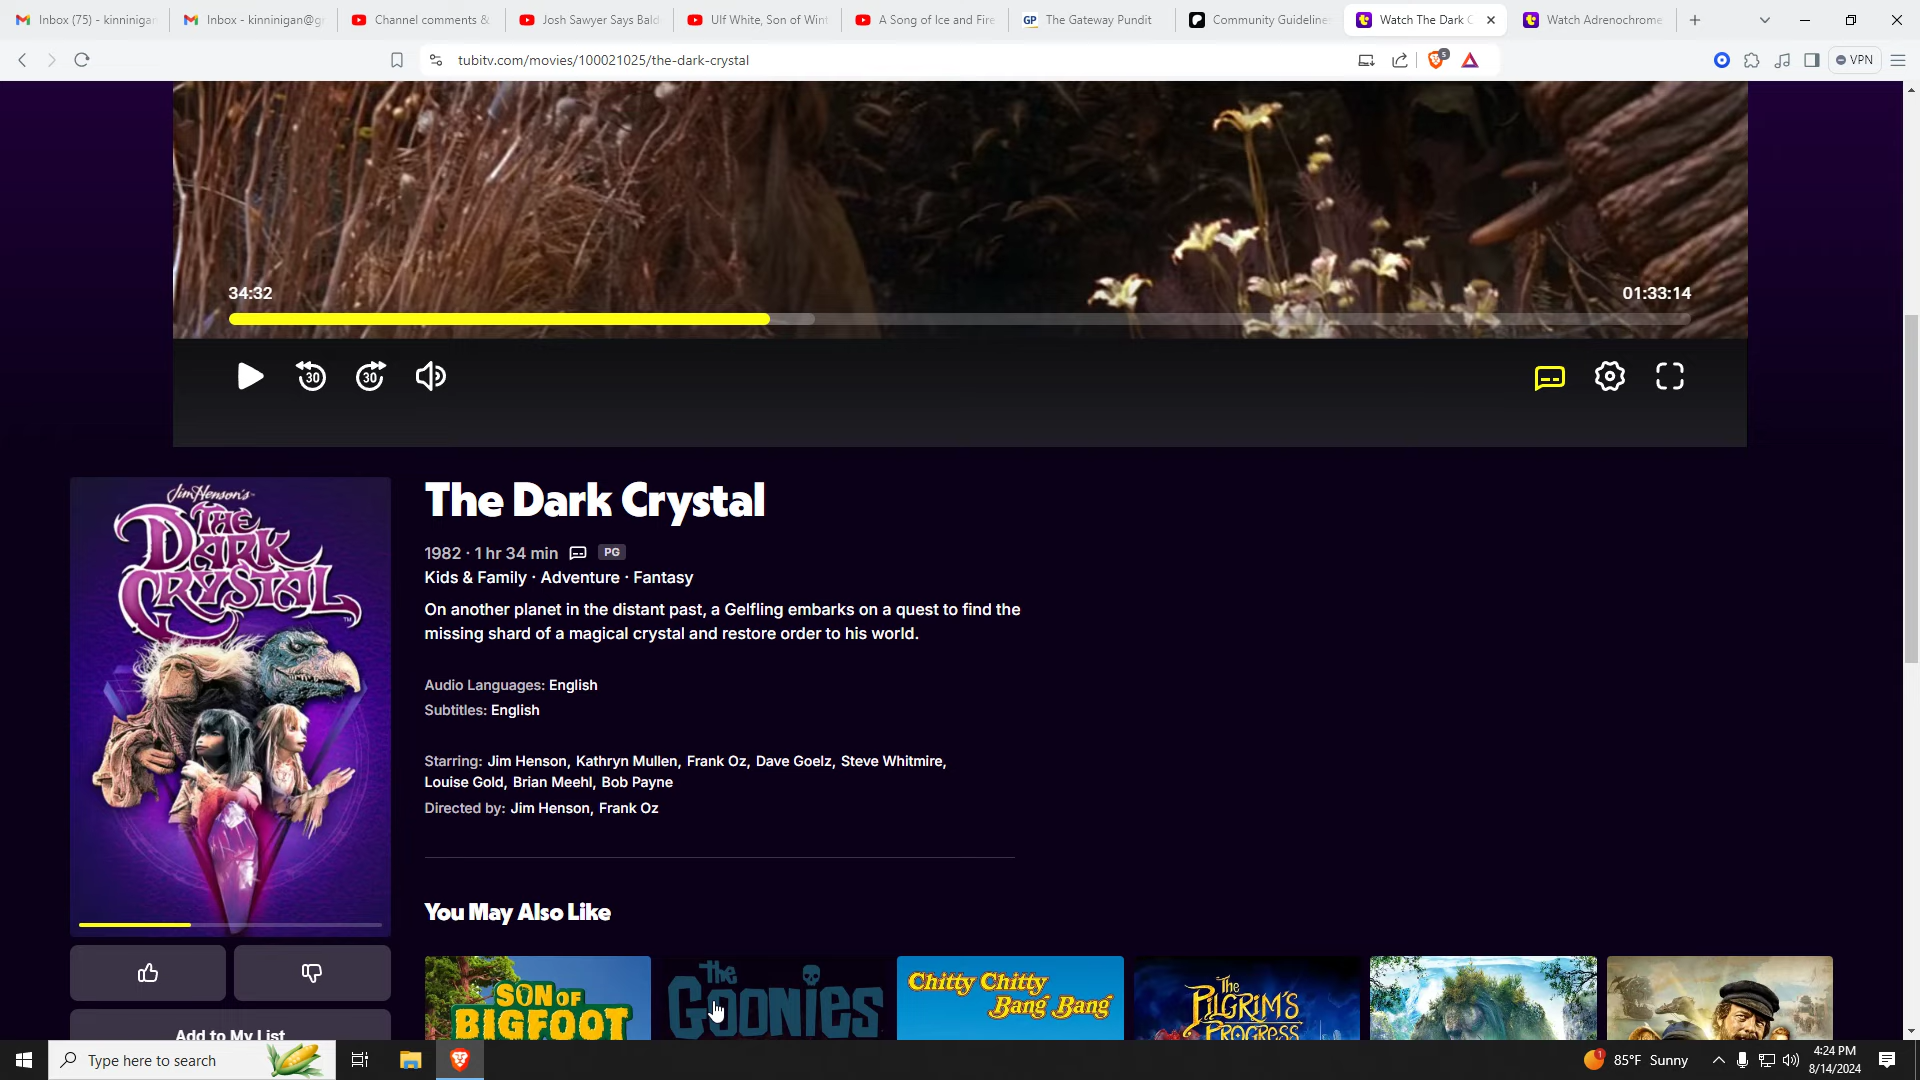 Inbox (75) - kinninigan
Inbox - kinninigan@gr
Channel comments &
Josh Sawyer Says Bald
Ulf White, Son of Wint
A Song of Ice and Fire
GP The Gateway Pundit
Community Guideline
Watch The Dark C
Watch Adrenochrome
tubitv.com/movies/100021025/the-dark-crystal
5
VPN
34:32
01:33:14
30
30
Jim Henson's
THE
DARK
CRYSTAL
TM
The Dark Crystal
1982 · 1 hr 34 min PG
Kids & Family · Adventure · Fantasy
On another planet in the distant past, a Gelfling embarks on a quest to find the
missing shard of a magical crystal and restore order to his world.
Audio Languages: English
Subtitles: English
Starring: Jim Henson, Kathryn Mullen, Frank Oz, Dave Goelz, Steve Whitmire,
Louise Gold, Brian Meehl, Bob Payne
Directed by: Jim Henson, Frank Oz
Add to My List
You May Also Like
SON OF
BIGFOOT
the
GOONIES
Chitty Chitty
Bang Bang
THE
PILGRIM'S
PROGRESS
Type here to search
1
85°F Sunny
4:24 PM
8/14/2024